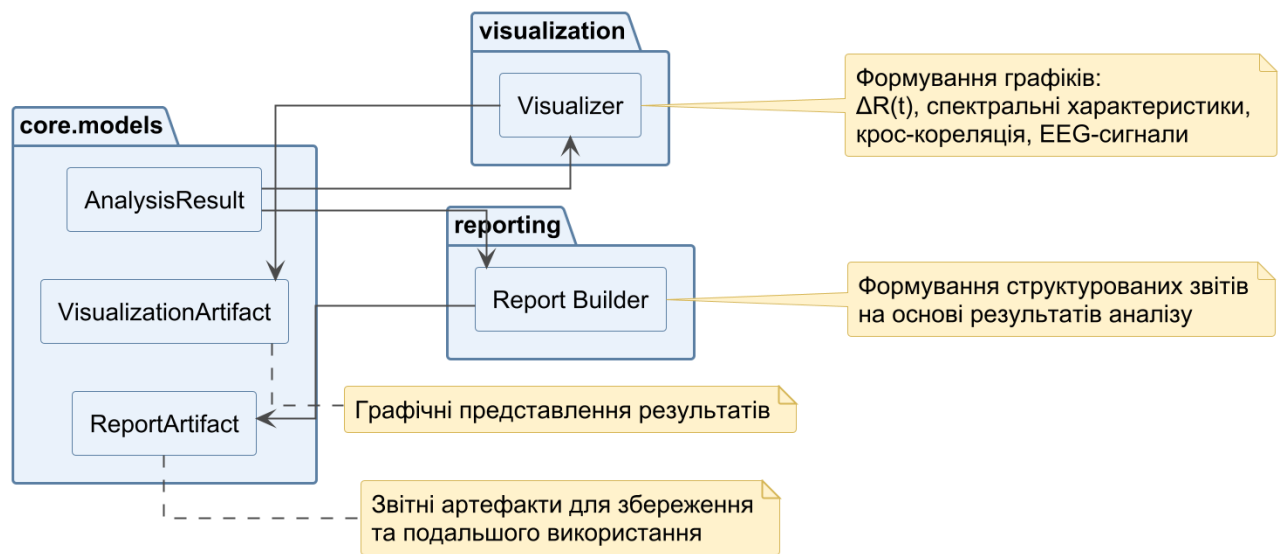 visualization
Visualizer
Формування графіків:
ΔR(t), спектральні характеристики,
крос-кореляція, EEG-сигнали
core.models
AnalysisResult
VisualizationArtifact
ReportArtifact
reporting
Report Builder
Формування структурованих звітів
на основі результатів аналізу
Графічні представлення результатів
Звітні артефакти для збереження
та подальшого використання